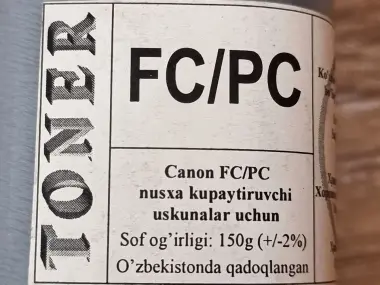 TONER
FC/PC
Canon FC/PC
nusxa kupaytiruvchi
uskunalar uchun
Sof og'irligi: 150g (+/-2%)
O'zbekistonda qadoqlangan